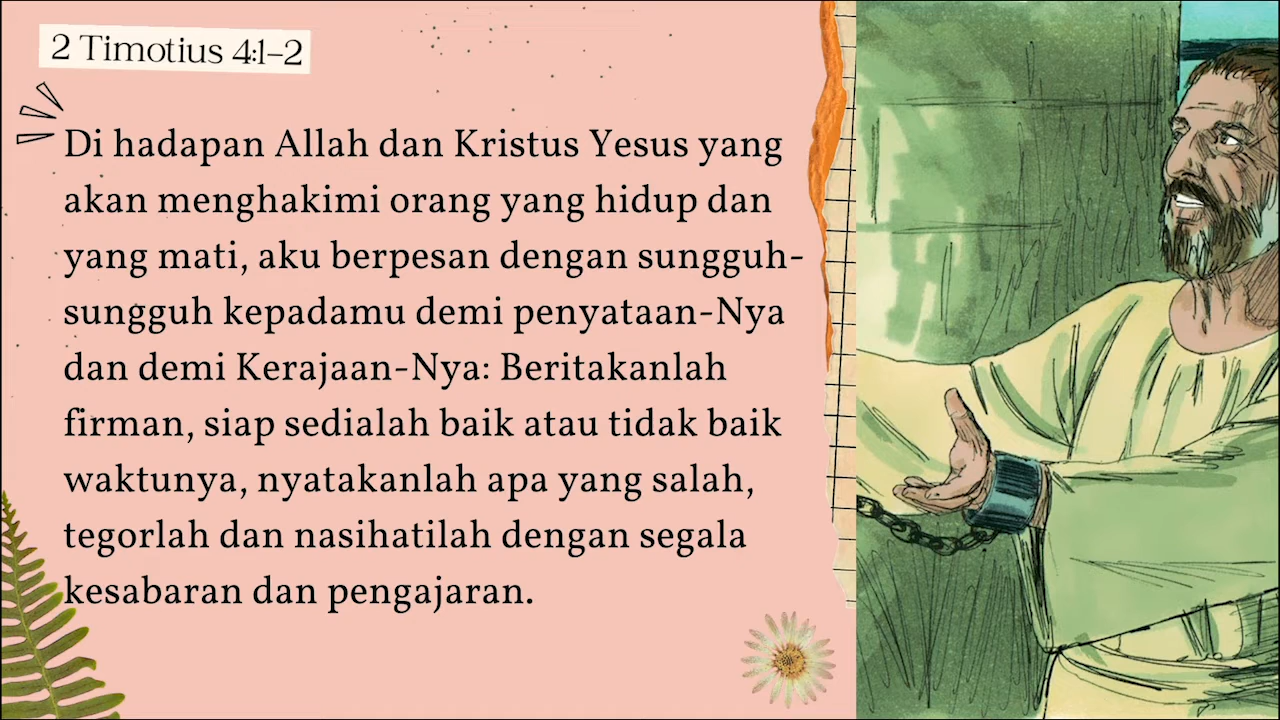 2 Timotius 4:1-2
Di hadapan Allah dan Kristus Yesus yang
akan menghakimi orang yang hidup dan
yang mati, aku berpesan dengan sungguh-
sungguh kepadamu demi penyataan-Nya
dan demi Kerajaan-Nya: Beritakanlah
firman, siap sedialah baik atau tidak baik
waktunya, nyatakanlah apa yang salah,
tegorlah dan nasihatilah dengan segala
kesabaran dan pengajaran.